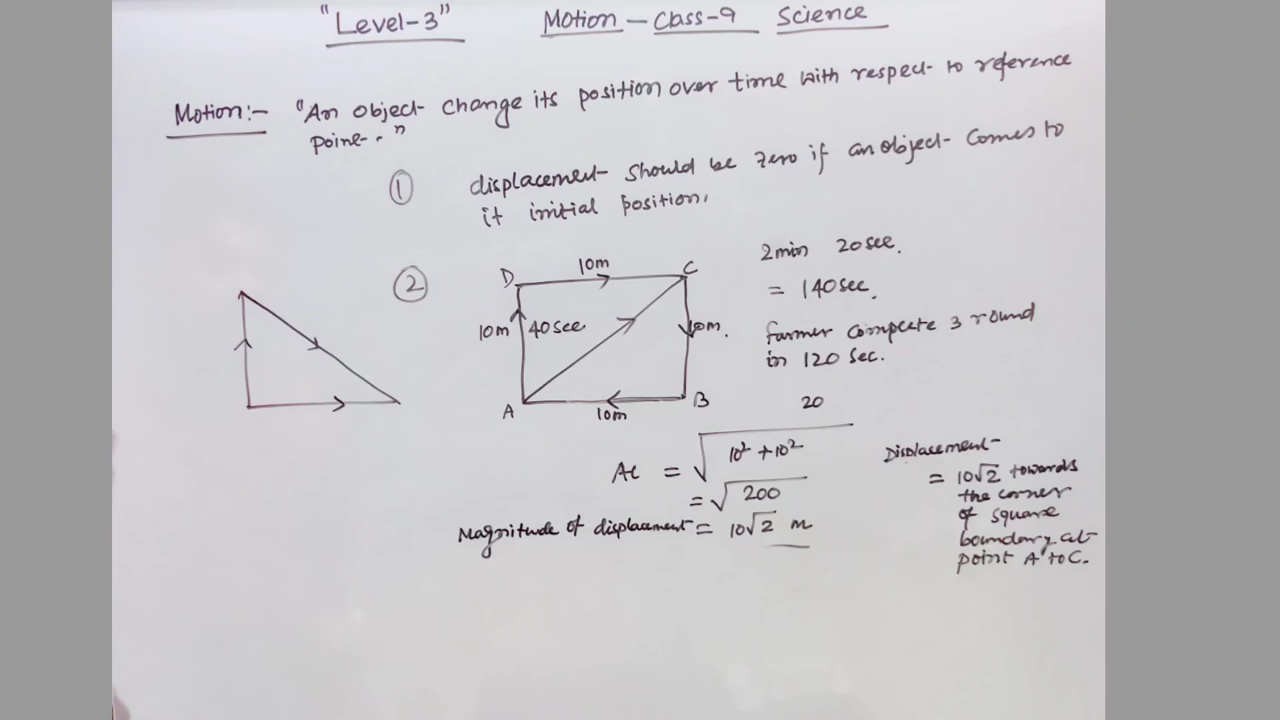 "Level-3" Motion - Class-9 Science
Motion:- "An object change its position over time with respect to reference
point."
① displacement should be zero if an object comes to
it initial position.
② D 10m C
2min 20sec.
= 140sec.
10m 40sec 10m.
farmer complete 3 round
in 120 sec.
A 10m B
20
AC = √10²+10²
= √200
Magnitude of displacement = 10√2 m
Displacement
= 10√2 towards
the corner
of square
boundary at
point A to C.